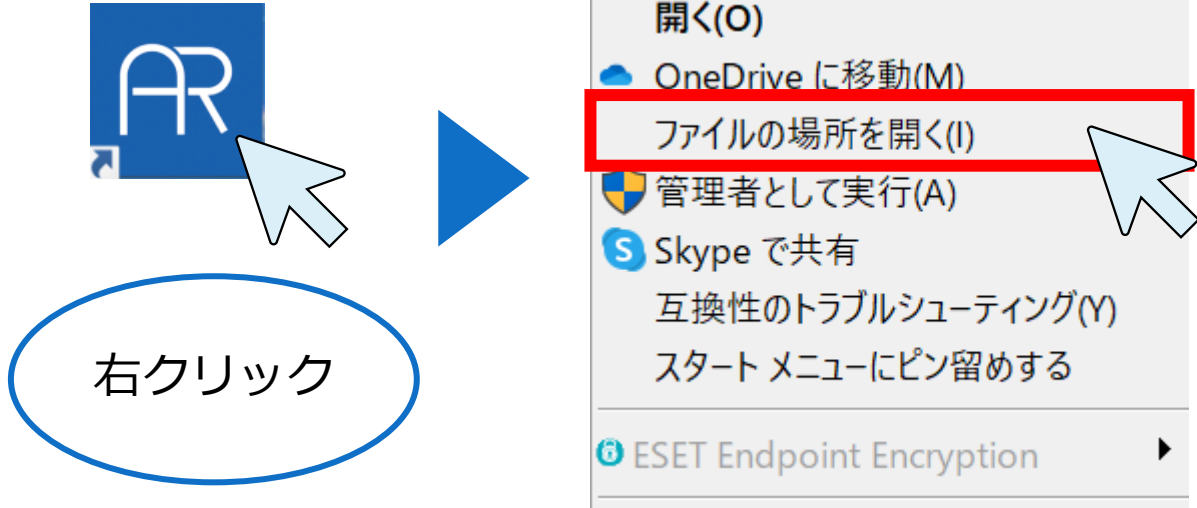 AR
右クリック
開く(O)
OneDrive に移動(M)
ファイルの場所を開く(I)
管理者として実行(A)
Skype で共有
互換性のトラブルシューティング(Y)
スタート メニューにピン留めする
ESET Endpoint Encryption